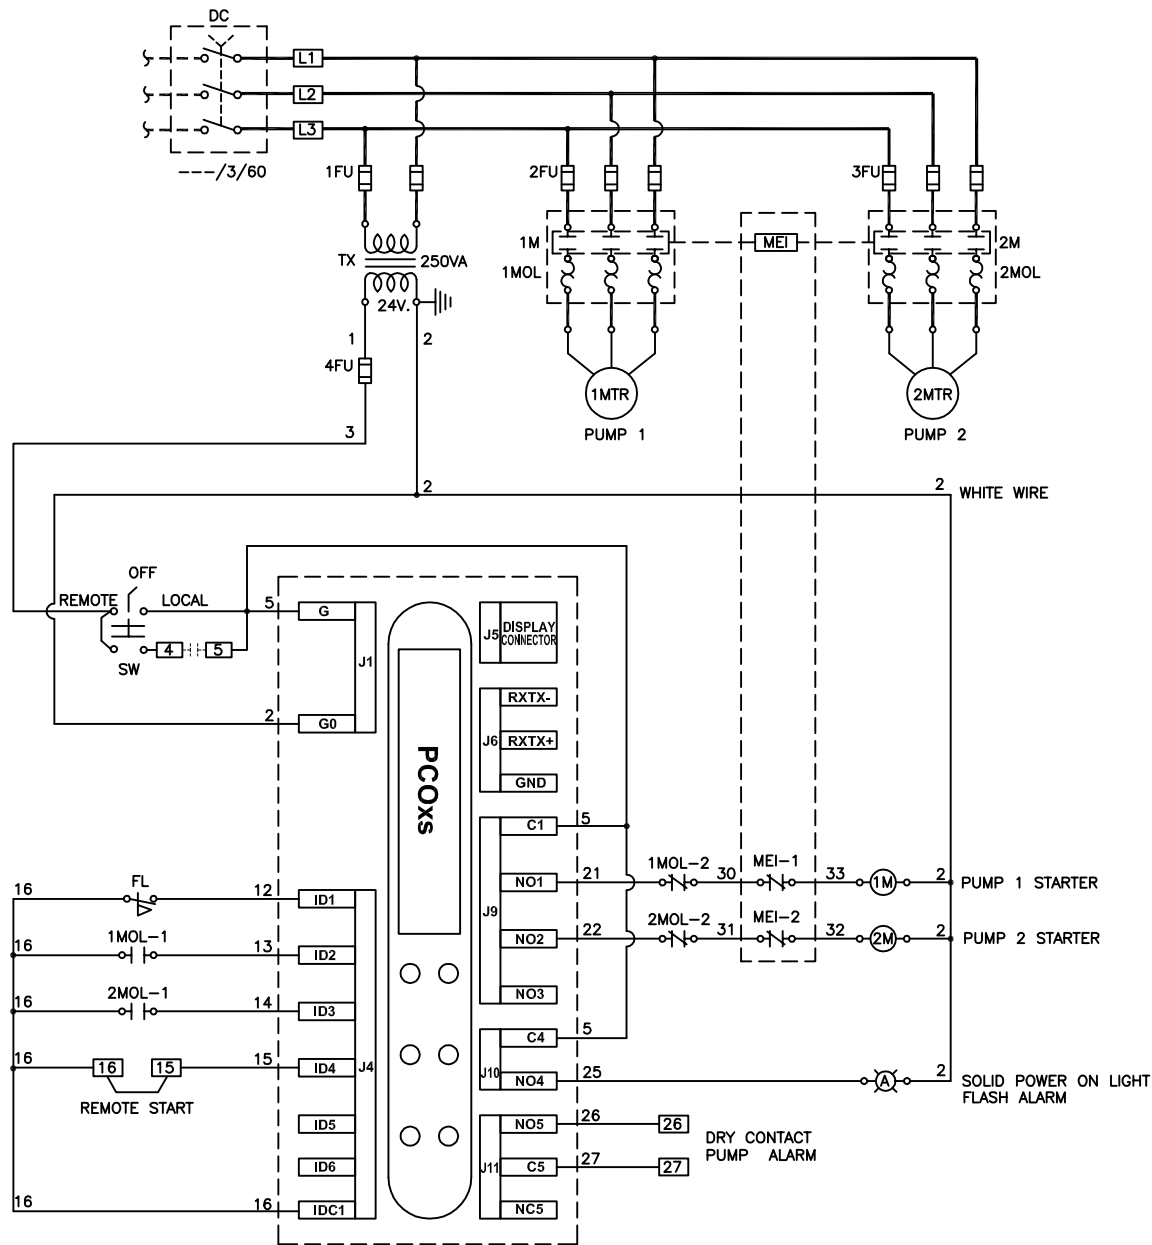 DC
L1
L2
L3
---/3/60
1FU
2FU
3FU
1M
MEI
2M
TX
250VA
1MOL
2MOL
24V.
1
2
4FU
1MTR
2MTR
3
PUMP 1
PUMP 2
2
2
WHITE WIRE
OFF
REMOTE
LOCAL
5
G
J5
DISPLAY
CONNECTOR
4
5
SW
J1
RXTX-
2
G0
J6
RXTX+
GND
PCOxs
C1
5
FL
1MOL-2
MEI-1
16
12
ID1
NO1
21
30
33
1M
2
PUMP 1 STARTER
J9
1MOL-1
2MOL-2
MEI-2
16
13
ID2
NO2
22
31
32
2M
2
PUMP 2 STARTER
2MOL-1
16
14
ID3
NO3
C4
5
16
16
15
15
ID4
J4
J10
NO4
25
A
2
SOLID POWER ON LIGHT
FLASH ALARM
REMOTE START
ID5
NO5
26
26
DRY CONTACT
PUMP ALARM
ID6
J11
C5
27
27
16
16
IDC1
NC5